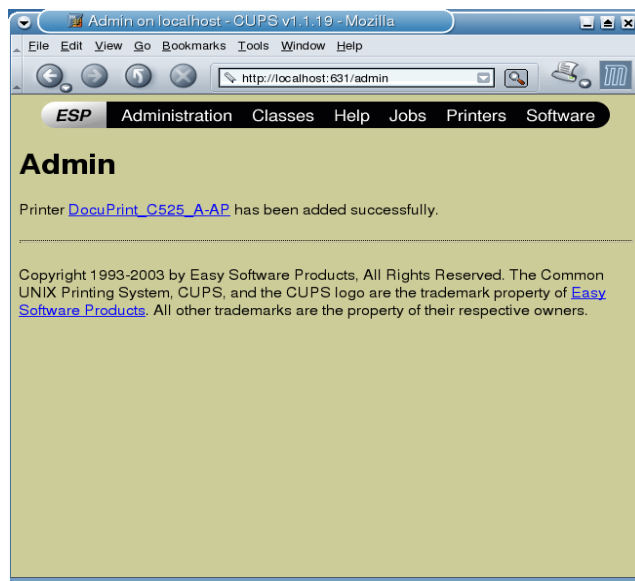 Admin on localhost - CUPS v1.1.19 - Mozilla
File Edit View Go Bookmarks Tools Window Help
http://localhost:631/admin
m
ESP Administration Classes Help Jobs Printers Software
Admin
Printer DocuPrint_C525_A-AP has been added successfully.
Copyright 1993-2003 by Easy Software Products, All Rights Reserved. The Common
UNIX Printing System, CUPS, and the CUPS logo are the trademark property of Easy
Software Products. All other trademarks are the property of their respective owners.